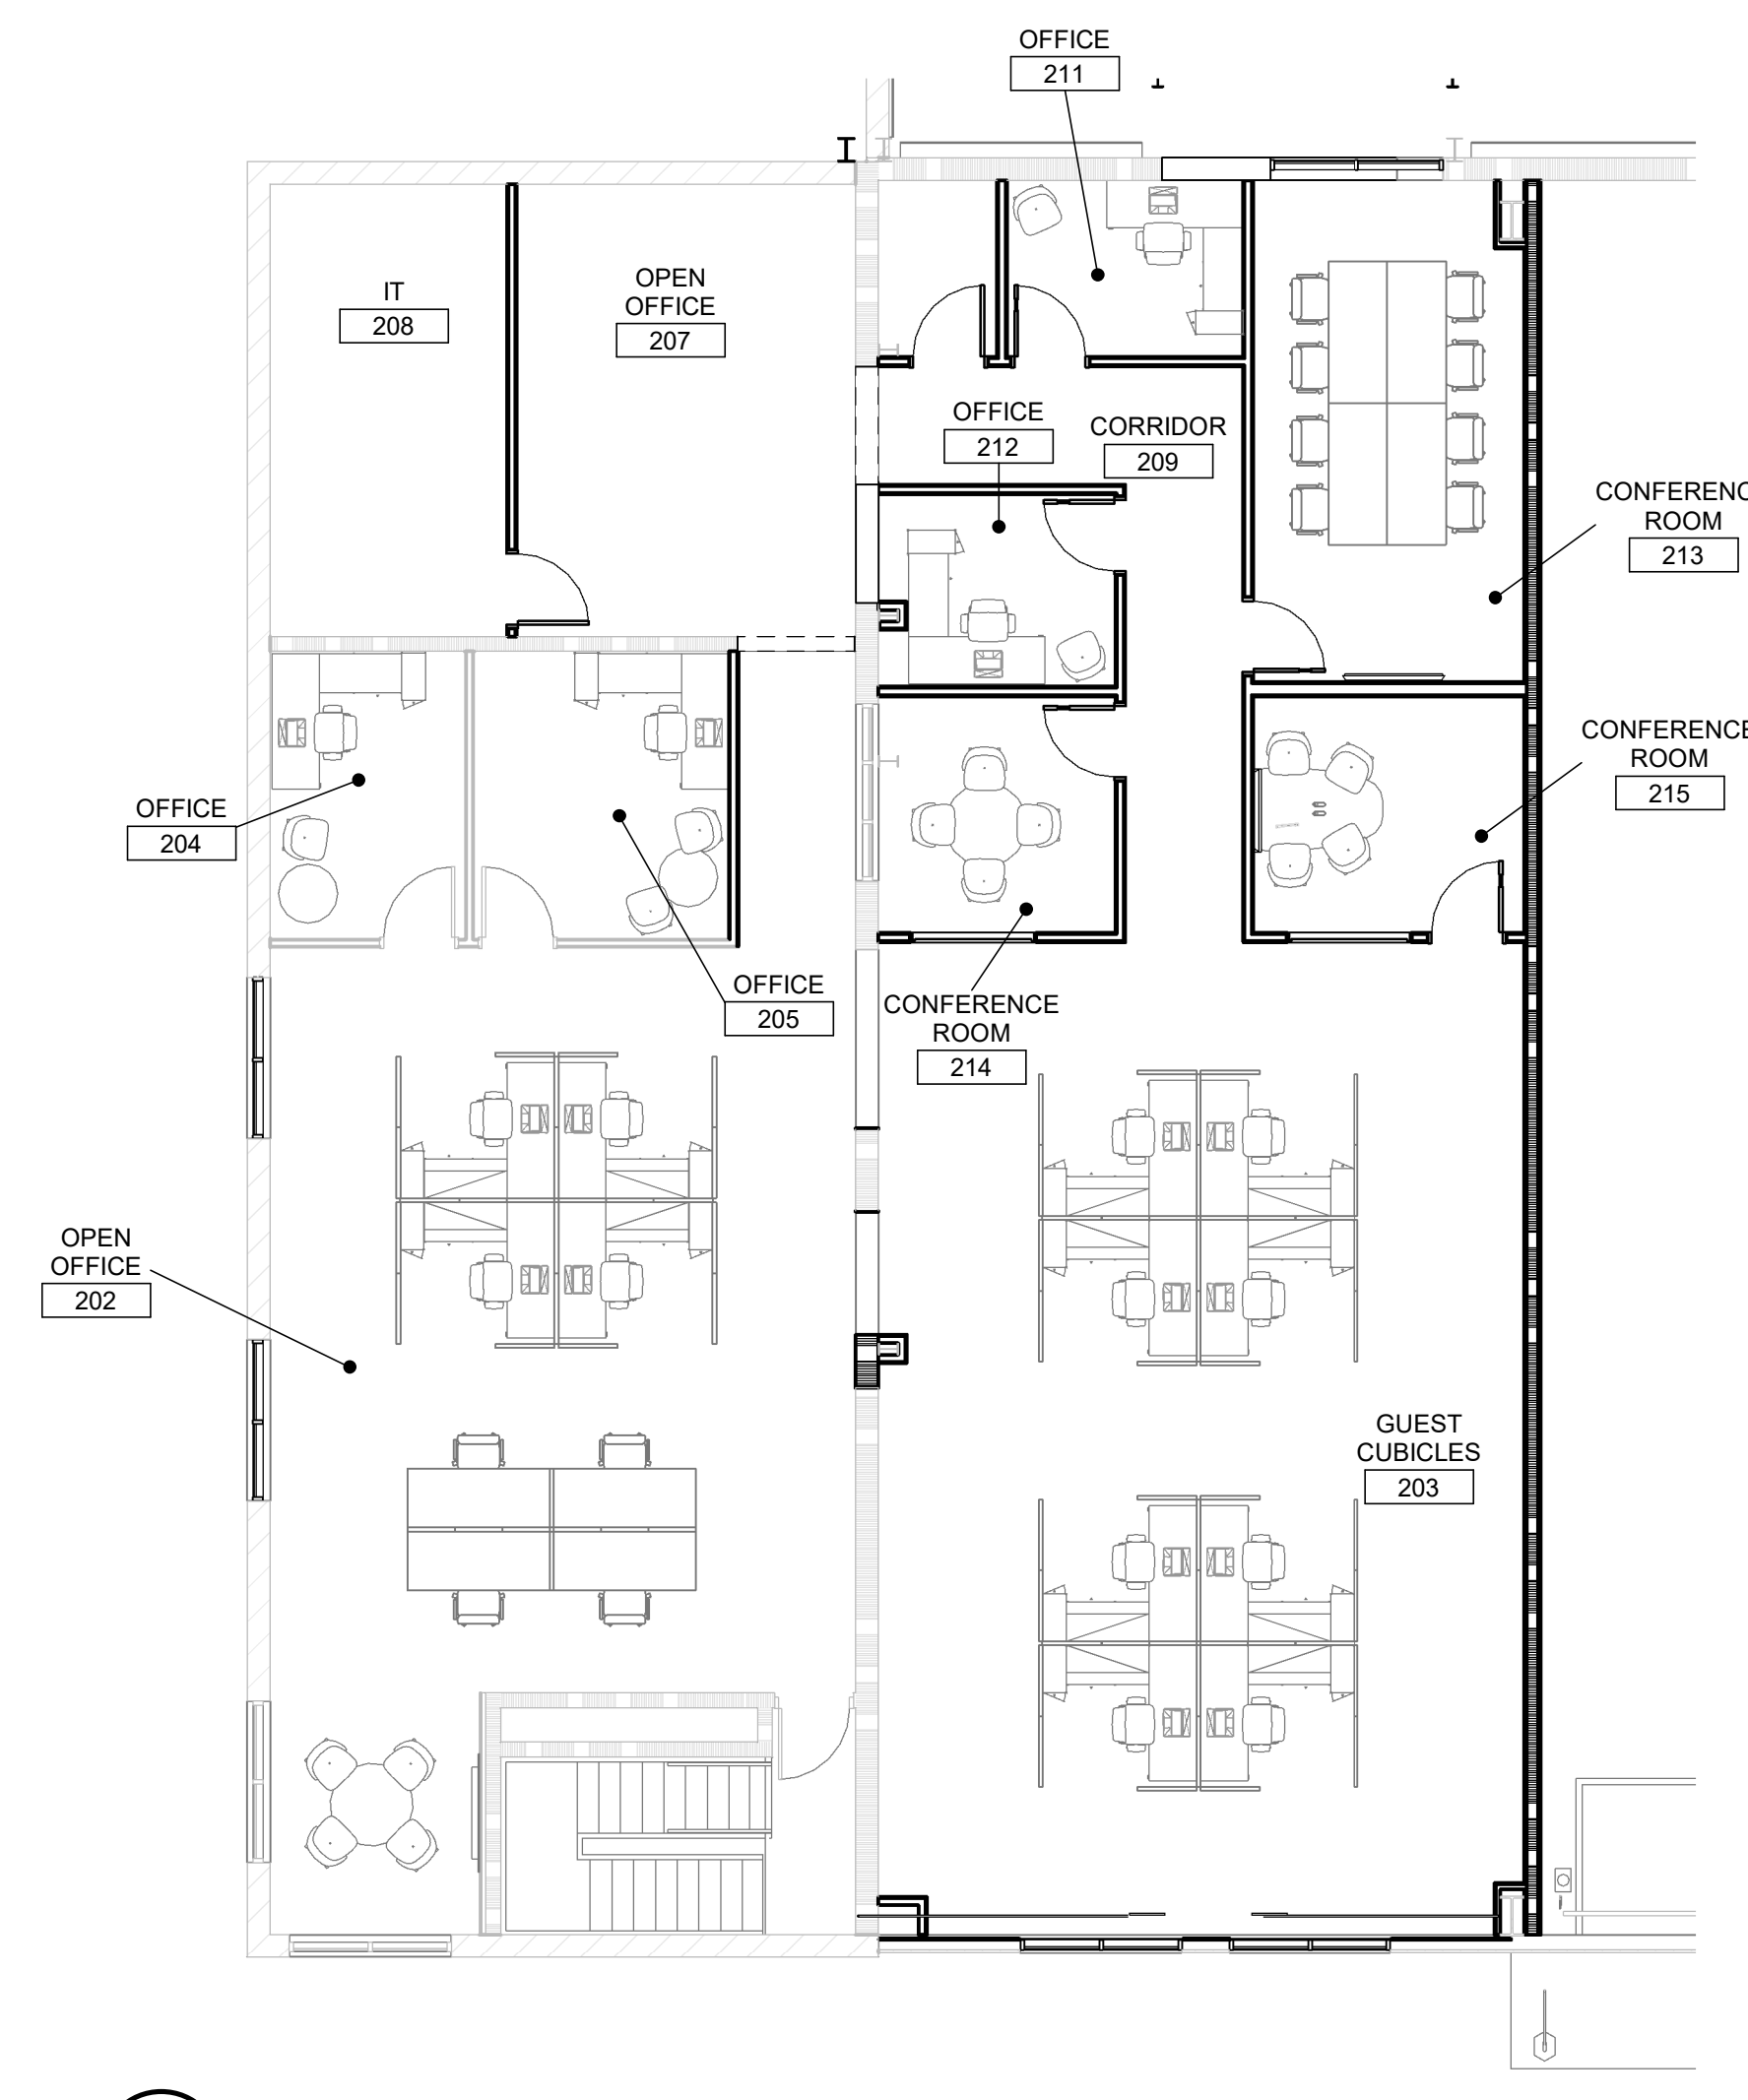 OFFICE
211
IT
208
OPEN
OFFICE
207
OFFICE
212
CORRIDOR
209
CONFERENC
ROOM
213
CONFERENCE
ROOM
215
OFFICE
204
OFFICE
205
CONFERENCE
ROOM
214
OPEN
OFFICE
202
GUEST
CUBICLES
203